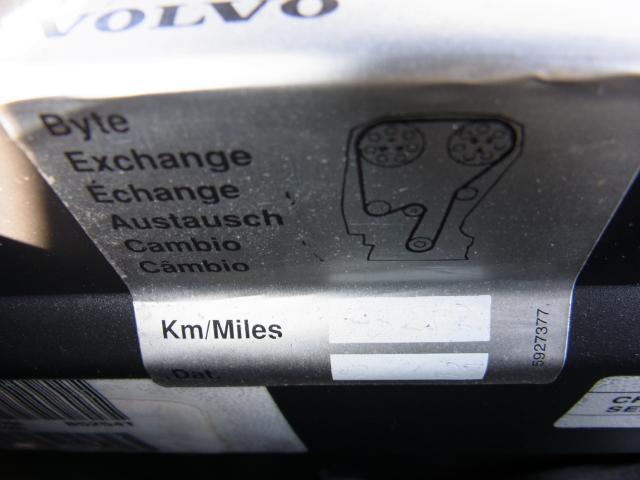 VOLVO
Byte
Exchange
Échange
Austausch
Cambio
Câmbio
Km/Miles
Dat.
5927377